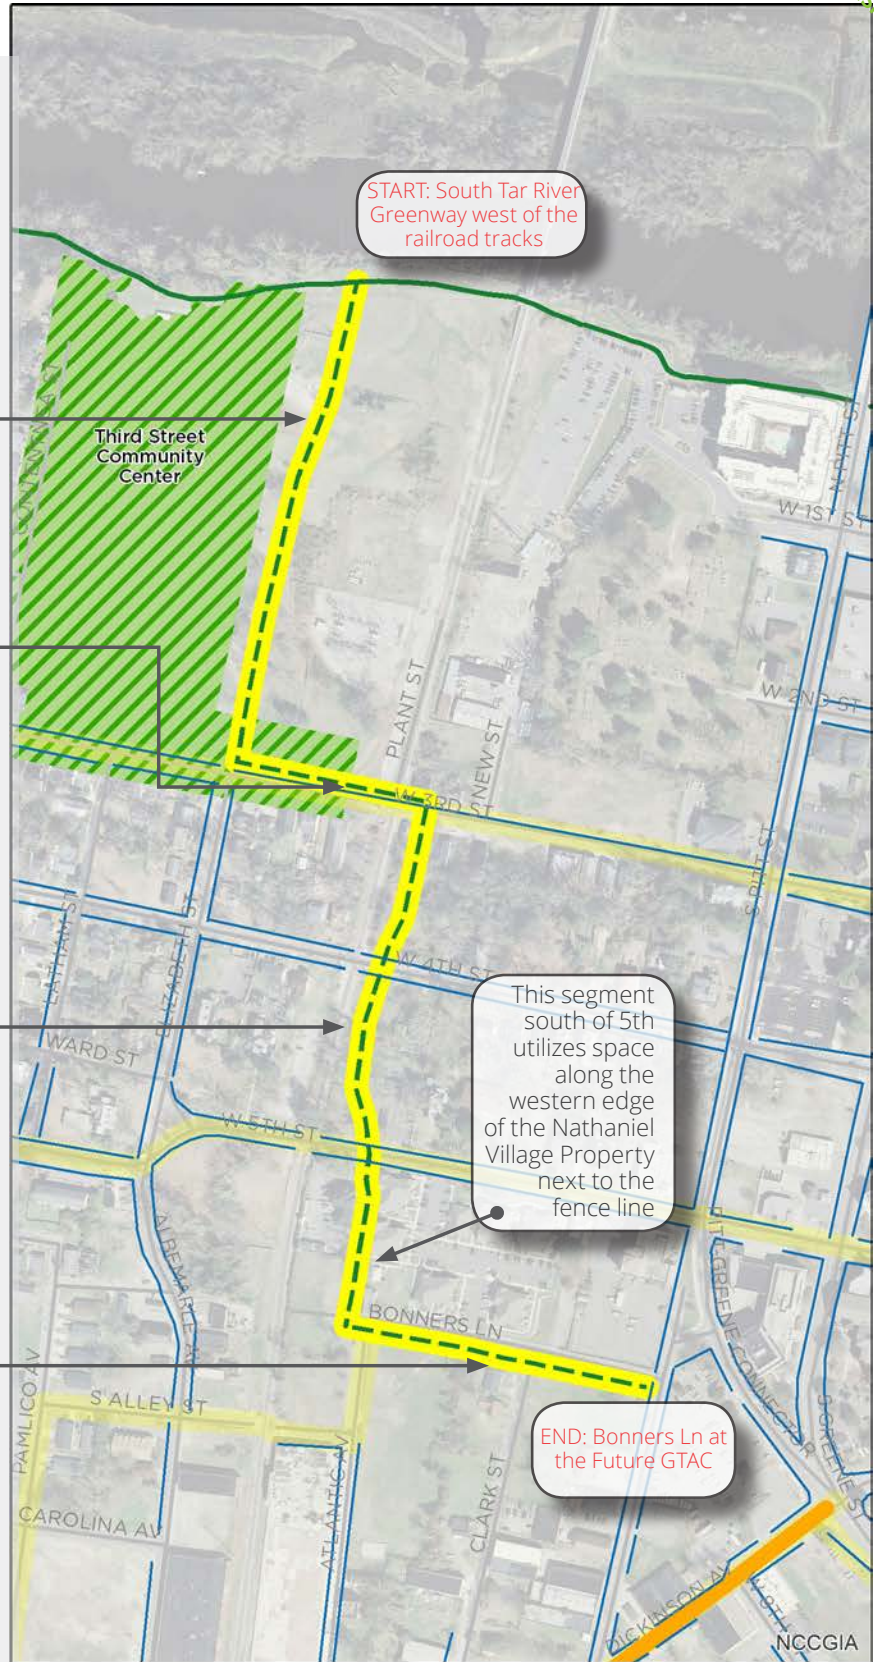 START: South Tar River
Greenway west of the
railroad tracks
CONTENTNEA ST
Third Street
Community
Center
N PITT ST
W 1ST ST
PLANT ST
W 2ND ST
NEW ST
W 3RD ST
S PITT ST
LATHAM ST
ELIZABETH ST
W 4TH ST
This segment
south of 5th
utilizes space
along the
western edge
of the Nathaniel
Village Property
next to the
fence line
WARD ST
W 5TH ST
ALBEMARLE AV
PITT-GREENE CONNECTOR
BONNERS LN
PAMLICO AV
S ALLEY ST
END: Bonners Ln at
the Future GTAC
S GREENE ST
ATLANTIC AV
CLARK ST
CAROLINA AV
DICKINSON AV
W 8TH
NCCGIA